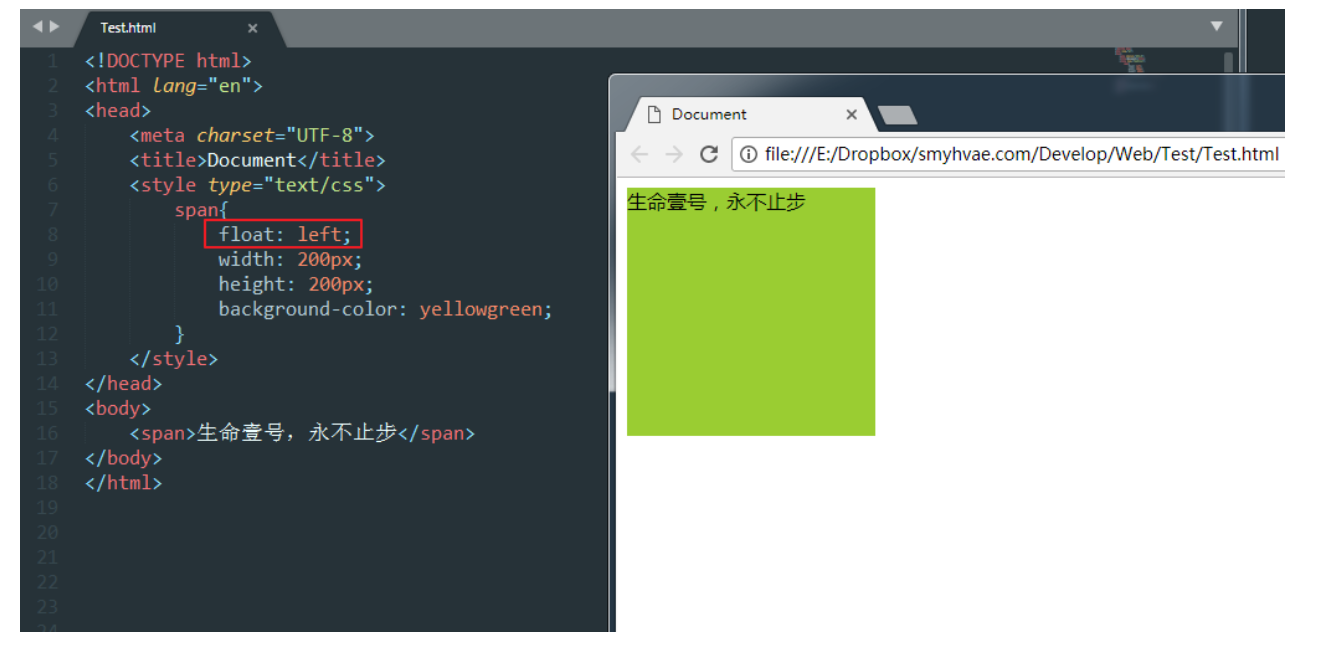 Test.html
1 <!DOCTYPE html>
2 <html lang="en">
3 <head>
4 <meta charset="UTF-8">
5 <title>Document</title>
6 <style type="text/css">
7 span{
8 float: left;
9 width: 200px;
10 height: 200px;
11 background-color: yellowgreen;
12 }
13 </style>
14 </head>
15 <body>
16 <span>生命壹号，永不止步</span>
17 </body>
18 </html>
19
20
21
22
23
24
Document
file:///E:/Dropbox/smyhvae.com/Develop/Web/Test/Test.html
生命壹号，永不止步